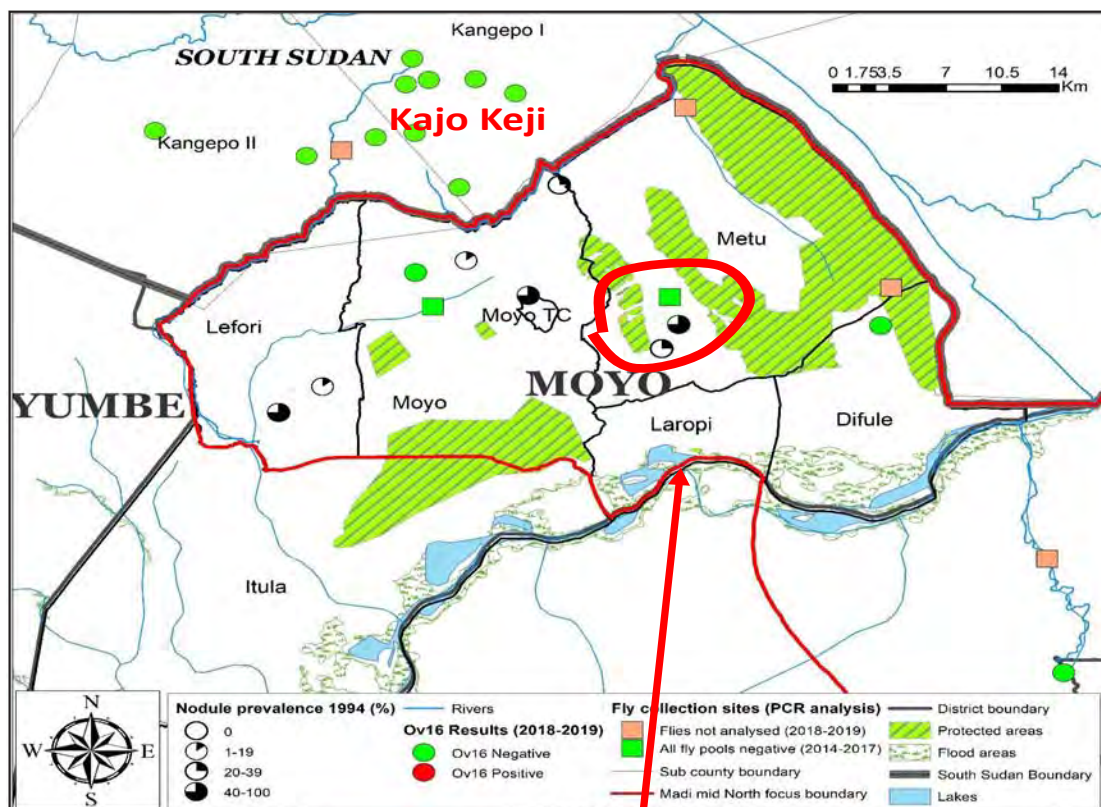 Kangepo I
SOUTH SUDAN
0 1.75 3.5 7 10.5 14
Km
Kajo Keji
Kangepo II
Metu
Lefori
Moyo TC
YUMBE
MOYO
Moyo
Laropi
Difule
Itula
N
W E
S
Nodule prevalence 1994 (%)
0
1-19
20-39
40-100
Rivers
Ov16 Results (2018-2019)
Ov16 Negative
Ov16 Positive
Fly collection sites (PCR analysis)
Flies not analysed (2018-2019)
All fly pools negative (2014-2017)
Sub county boundary
Madi mid North focus boundary
District boundary
Protected areas
Flood areas
South Sudan Boundary
Lakes